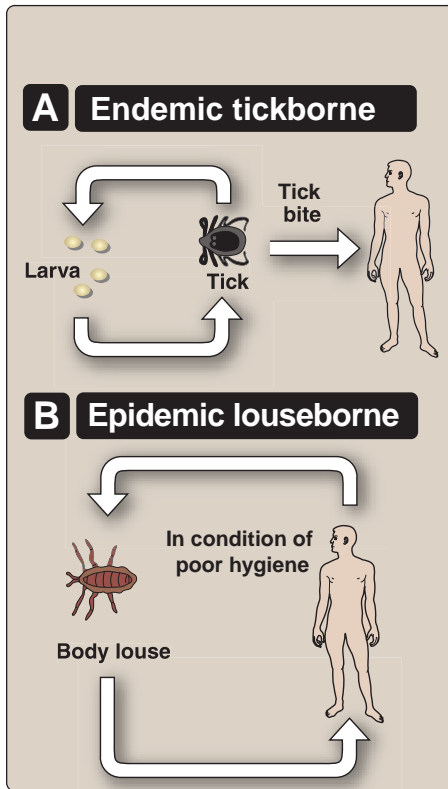 A Endemic tickborne
Tick
bite
Larva
Tick
B Epidemic louseborne
In condition of
poor hygiene
Body louse